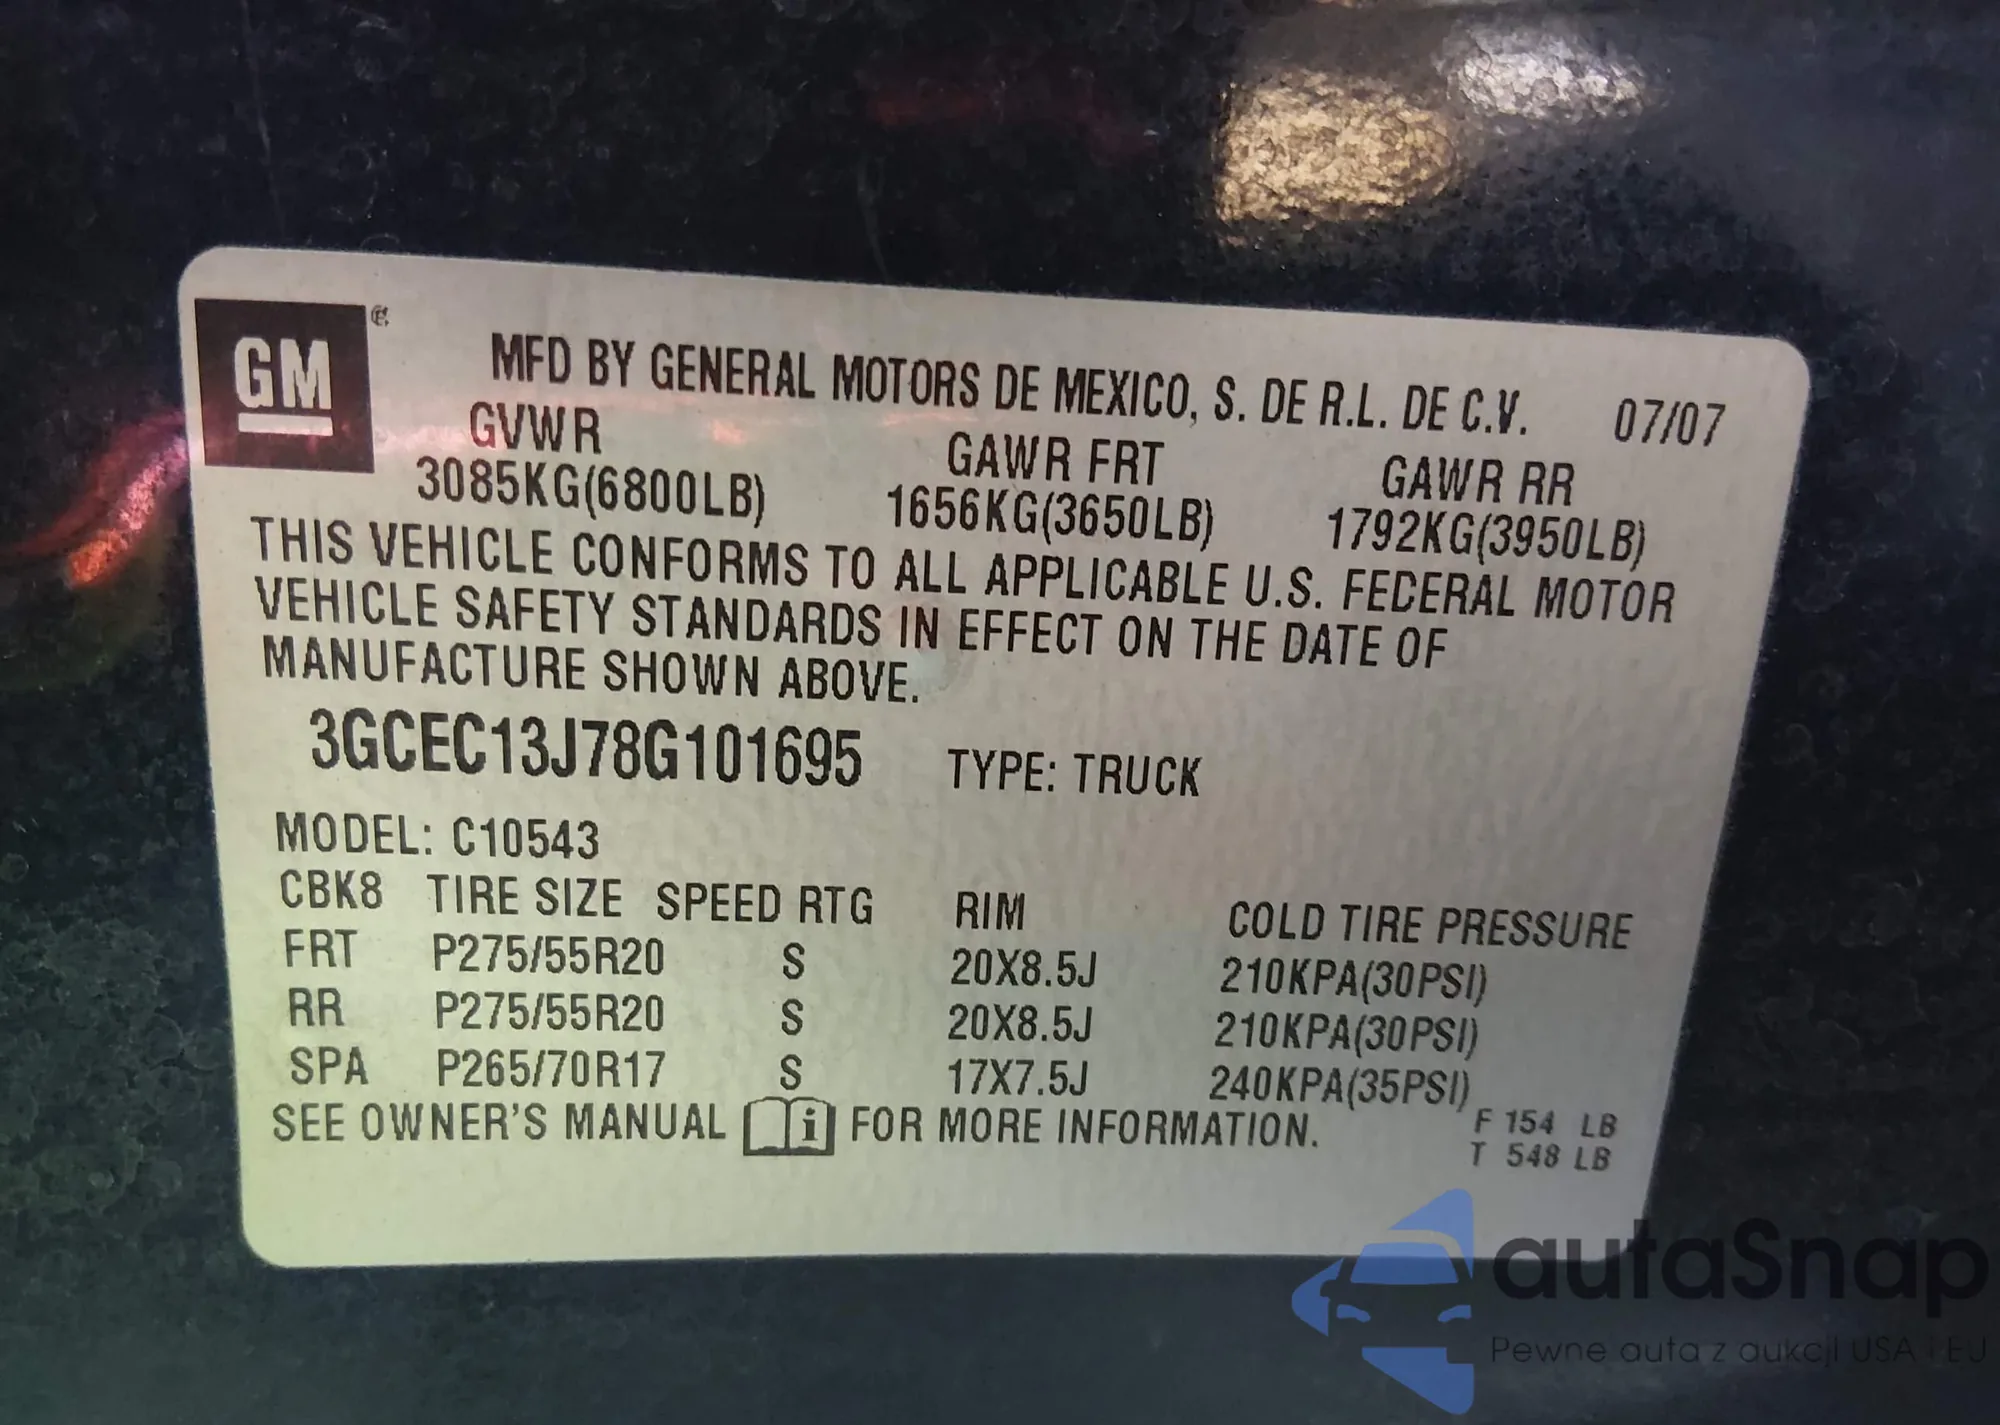 GM
MFD BY GENERAL MOTORS DE MEXICO, S. DE R.L. DE C.V. 07/07
GVWR GAWR FRT GAWR RR
3085KG(6800LB) 1656KG(3650LB) 1792KG(3950LB)
THIS VEHICLE CONFORMS TO ALL APPLICABLE U.S. FEDERAL MOTOR
VEHICLE SAFETY STANDARDS IN EFFECT ON THE DATE OF
MANUFACTURE SHOWN ABOVE.
3GCEC13J78G101695 TYPE: TRUCK
MODEL: C10543
CBK8 TIRE SIZE SPEED RTG RIM COLD TIRE PRESSURE
FRT P275/55R20 S 20X8.5J 210KPA(30PSI)
RR P275/55R20 S 20X8.5J 210KPA(30PSI)
SPA P265/70R17 S 17X7.5J 240KPA(35PSI)
SEE OWNER'S MANUAL i FOR MORE INFORMATION.
F 154 LB
T 548 LB
autaSnap
Pewne auta z aukcji USA i EU